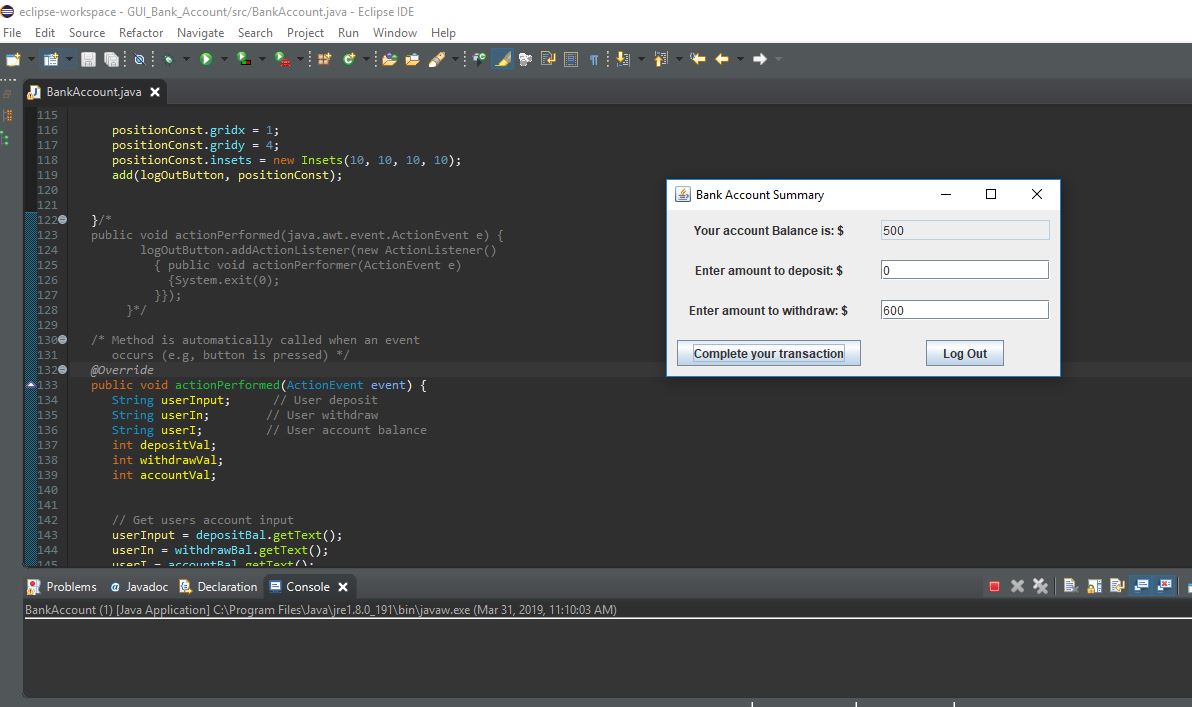 eclipse-workspace - GUI_Bank_Account/src/BankAccount.java - Eclipse IDE
File Edit Source Refactor Navigate Search Project Run Window Help
BankAccount.java
115
116 positionConst.gridx = 1;
117 positionConst.gridy = 4;
118 positionConst.insets = new Insets(10, 10, 10, 10);
119 add(logOutButton, positionConst);
120
121
122 }/*
123 public void actionPerformed(java.awt.event.ActionEvent e) {
124 logOutButton.addActionListener(new ActionListener()
125 { public void actionPerformer(ActionEvent e)
126 {System.exit(0);
127 }});
128 }*/
129
130 /* Method is automatically called when an event
131 occurs (e.g, button is pressed) */
132 @Override
133 public void actionPerformed(ActionEvent event) {
134 String userInput; // User deposit
135 String userIn; // User withdraw
136 String userI; // User account balance
137 int depositVal;
138 int withdrawVal;
139 int accountVal;
140
141
142 // Get users account input
143 userInput = depositBal.getText();
144 userIn = withdrawBal.getText();
145 userI = accountBal.getText();
Bank Account Summary
Your account Balance is: $ 500
Enter amount to deposit: $ 0
Enter amount to withdraw: $ 600
Complete your transaction Log Out
Problems @ Javadoc Declaration Console
BankAccount (1) [Java Application] C:\Program Files\Java\jre1.8.0_191\bin\javaw.exe (Mar 31, 2019, 11:10:03 AM)